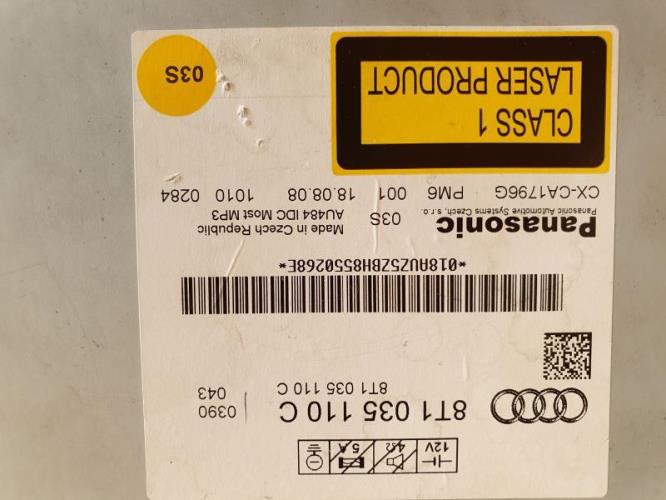 12V 4Ω 5A
8T1 035 110 C 0390
8T1 035 110 C 043
*018AUZ5ZBH8550268E*
Panasonic 03S Made in Czech Republic
Panasonic Automotive Systems Czech, s.r.o. AU484 IDC Most MP3
CX-CA1796G PM6 001 18.08.08 1010 0284
CLASS 1
LASER PRODUCT
03S